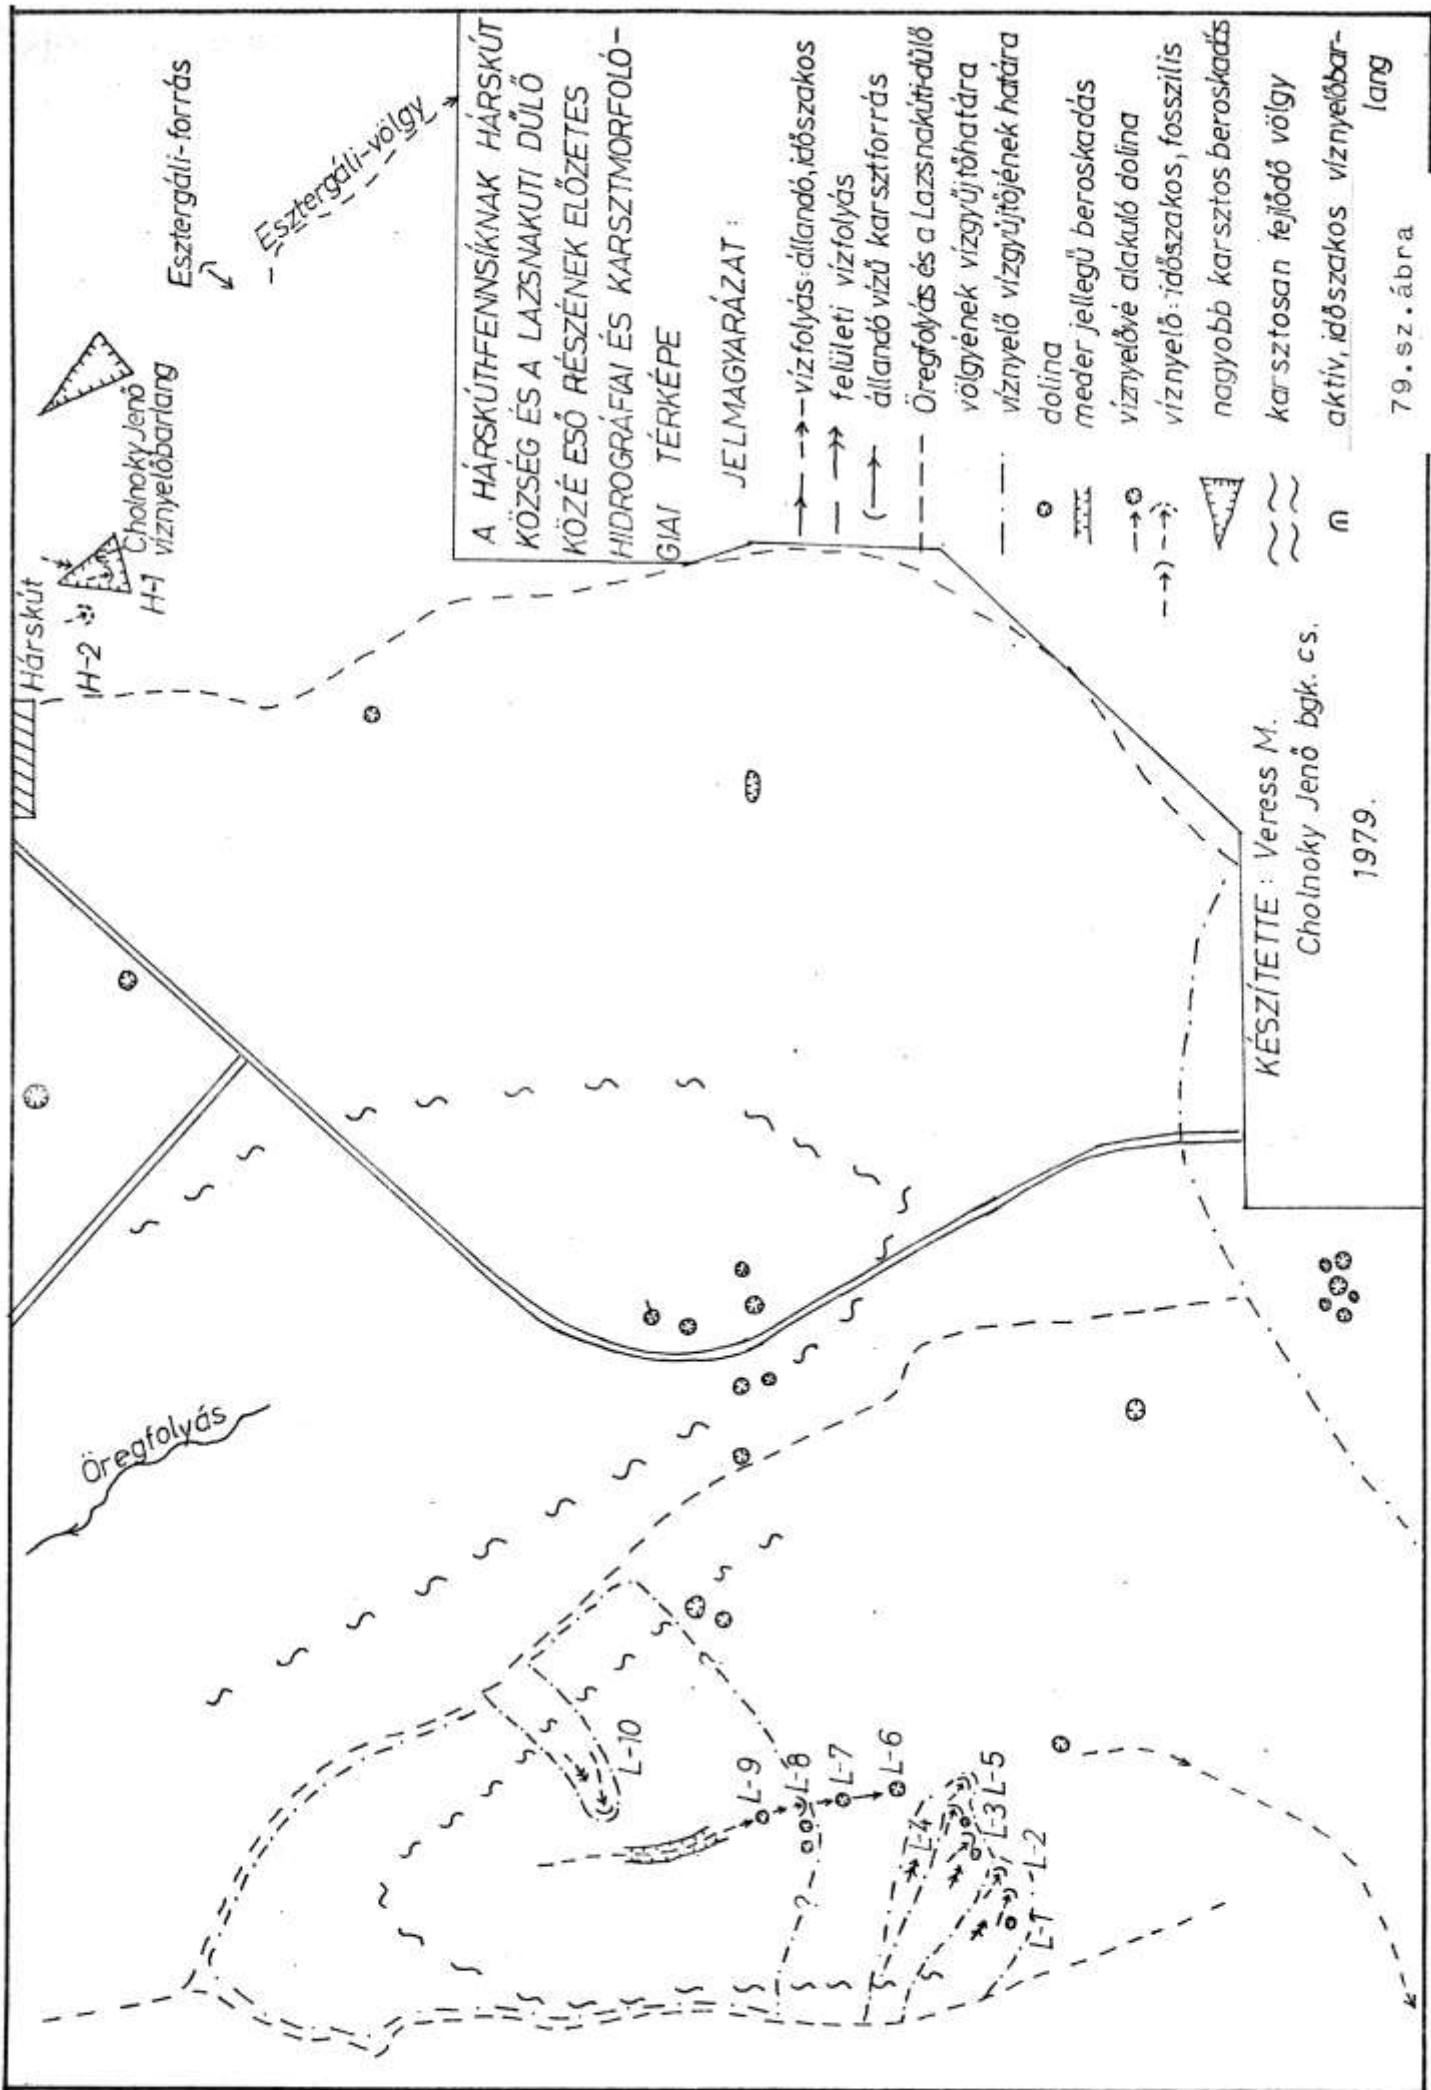 Hárskút
H-2
H-1 Cholnoky Jenő
víznyelőbarlang
Esztergáli-forrás
Esztergáli-völgy
Öregfolyás
A HÁRSKÚTFENNSÍKNAK HÁRSKÚT
KÖZSÉG ÉS A LAZSNAKUTI DŰLŐ
KÖZÉ ESŐ RÉSZÉNEK ELŐZETES
HIDROGRÁFIAI ÉS KARSZTMORFOLÓ-
GIAI TÉRKÉPE
JELMAGYARÁZAT:
vízfolyás:állandó,időszakos
felületi vízfolyás
állandó vizű karsztforrás
Öregfolyás és a Lazsnakúti-dűlő
völgyének vízgyűjtőhatára
víznyelő vízgyűjtőjének határa
dolina
meder jellegű beroskadás
víznyelővé alakuló dolina
víznyelő:időszakos,fosszilis
nagyobb karsztos beroskadás
karsztosan fejlődő völgy
aktív, időszakos víznyelőbar-
lang
L-10
L-9
L-8
L-7
L-6
L-5
L-4
L-3
L-2
L-1
?
?
KÉSZÍTETTE: Veress M.
Cholnoky Jenő bgk. cs.
1979.
79.sz.ábra